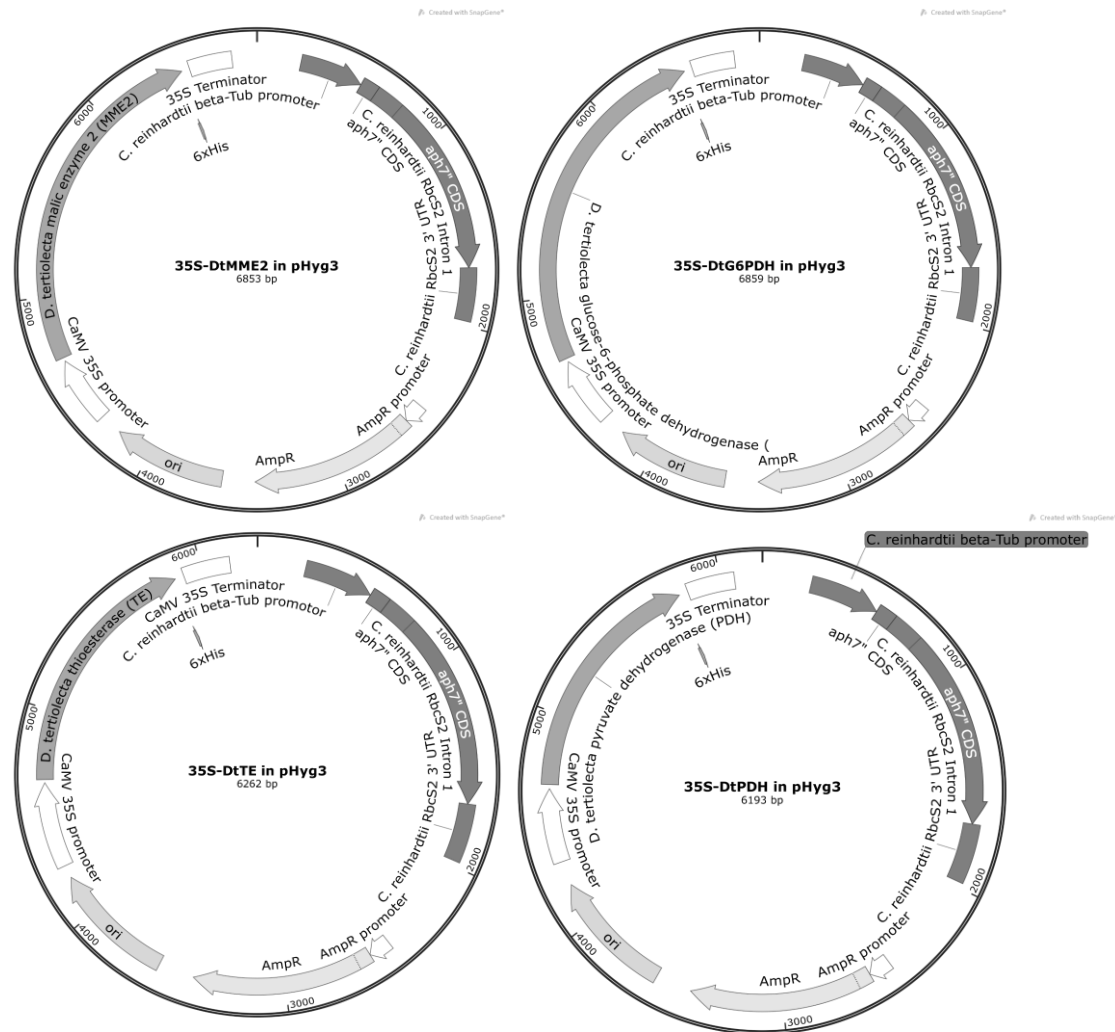 Created with SnapGene®
35S Terminator
C. reinhardtii beta-Tub promoter
6xHis
aph7" CDS
C. reinhardtii RbcS2 Intron 1
aph7" CDS
C. reinhardtii RbcS2 3' UTR
AmpR promoter
AmpR
ori
CaMV 35S promoter
D. tertiolecta malic enzyme 2 (MME2)
1000
2000
3000
4000
5000
6000
35S-DtMME2 in pHyg3
6853 bp
Created with SnapGene®
35S Terminator
C. reinhardtii beta-Tub promoter
6xHis
aph7" CDS
C. reinhardtii RbcS2 Intron 1
aph7" CDS
C. reinhardtii RbcS2 3' UTR
AmpR promoter
AmpR
ori
CaMV 35S promoter
D. tertiolecta glucose-6-phosphate dehydrogenase (
1000
2000
3000
4000
5000
6000
35S-DtG6PDH in pHyg3
6859 bp
Created with SnapGene®
CaMV 35S Terminator
C. reinhardtii beta-Tub promotor
6xHis
aph7" CDS
C. reinhardtii RbcS2 Intron 1
aph7" CDS
C. reinhardtii RbcS2 3' UTR
AmpR promoter
AmpR
ori
CaMV 35S promoter
D. tertiolecta thioesterase (TE)
1000
2000
3000
4000
5000
6000
35S-DtTE in pHyg3
6262 bp
Created with SnapGene®
C. reinhardtii beta-Tub promoter
35S Terminator
6xHis
aph7" CDS
C. reinhardtii RbcS2 Intron 1
aph7" CDS
C. reinhardtii RbcS2 3' UTR
AmpR promoter
AmpR
ori
CaMV 35S promoter
D. tertiolecta pyruvate dehydrogenase (PDH)
1000
2000
3000
4000
5000
6000
35S-DtPDH in pHyg3
6193 bp